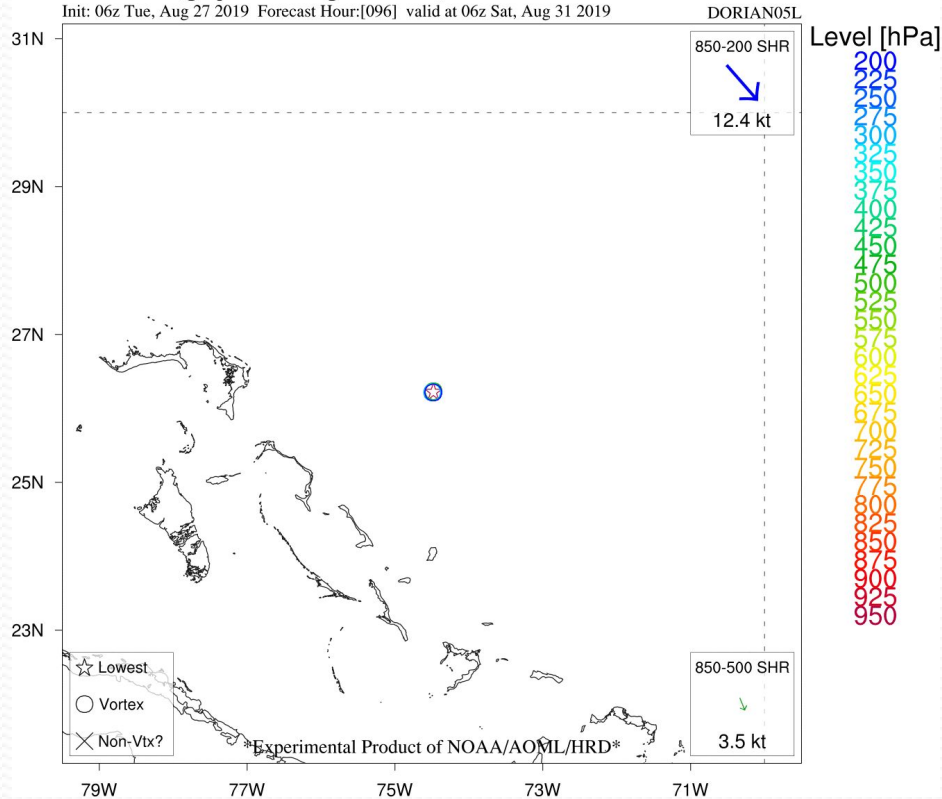 Init: 06z Tue, Aug 27 2019 Forecast Hour:[096] valid at 06z Sat, Aug 31 2019 DORIAN05L
31N
29N
27N
25N
23N
79W 77W 75W 73W 71W
850-200 SHR
12.4 kt
Level [hPa]
200
225
250
275
300
325
350
375
400
425
450
475
500
525
550
575
600
625
650
675
700
725
750
775
800
825
850
875
900
925
950
Lowest
Vortex
Non-Vtx?
*Experimental Product of NOAA/AOML/HRD*
850-500 SHR
3.5 kt